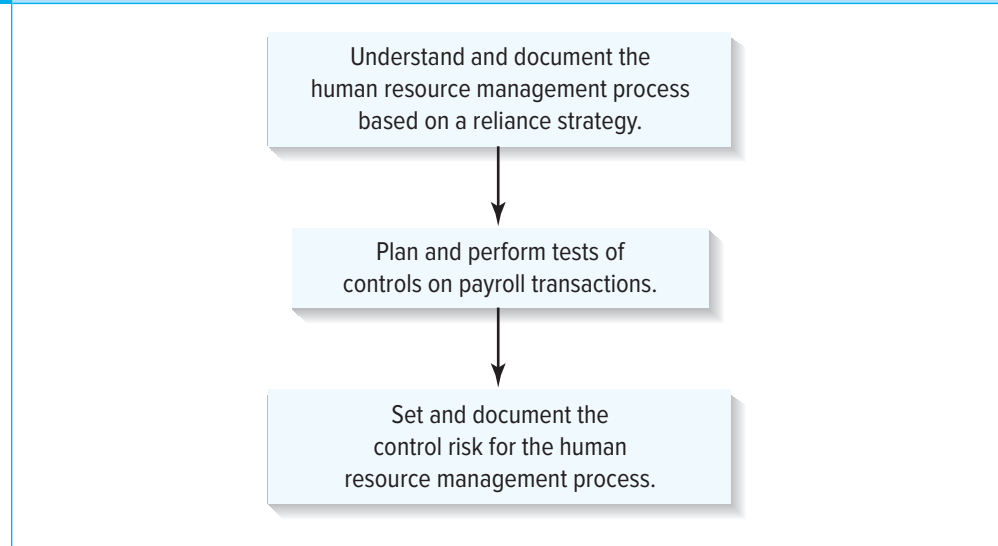 Understand and document the
human resource management process
based on a reliance strategy.
Plan and perform tests of
controls on payroll transactions.
Set and document the
control risk for the human
resource management process.